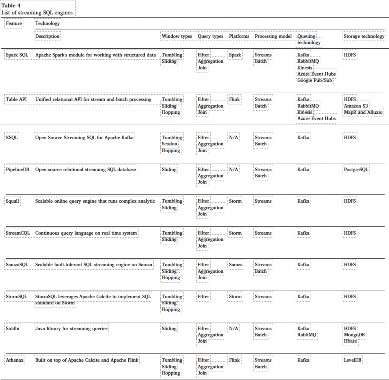 Table 4
List of streaming SQL engines.
Feature Technology
Description Window types Query types Platforms Processing model Queuing technology Storage technology
Spark SQL Apache Spark's module for working with structured data Tumbling Filter Spark Streams Kafka HDFS
Sliding Aggregation Batch RabbitMQ
Join Kinesis
Azure Event Hubs
Google Pub/Sub
Table API Unified relational API for stream and batch processing Tumbling Filter Flink Streams Kafka HDFS
Sliding Aggregation Batch RabbitMQ Amazon S3
Hopping Join Kinesis MapR and Alluxio
Azure Event Hubs
KSQL Open Source Streaming SQL for Apache Kafka Tumbling Filter N/A Streams Kafka HDFS
Session Aggregation
Hopping Join
PipelineDB Open-source relational streaming SQL database Sliding Filter N/A Streams Kafka PostgreSQL
Aggregation Batch
Join
Squall Scalable online query engine that runs complex analytic Tumbling Filter Storm Streams Kafka HDFS
Sliding Aggregation
Join
StreamCQL Continuous query language on real time system Tumbling Filter Storm Streams Kafka HDFS
Sliding Aggregation
Join
SamzaSQL Scalable fault-tolerant SQL streaming engine on Samza Tumbling Filter Samza Streams Kafka HDFS
Sliding Aggregation Batch
Hopping Join
StormSQL StormSQL leverages Apache Calcite to implement SQL Tumbling Filter Storm Streams Kafka HDFS
standard on Storm Sliding
Siddhi Java library for streaming queries Sliding Filter N/A Streams Kafka HDFS
Aggregation Batch RabbitMQ MongoDB
Join HBase
Athenax Built on top of Apache Calcite and Apache Flink Tumbling Filter Flink Streams Kafka LevelDB
Sliding Aggregation
Hopping Join